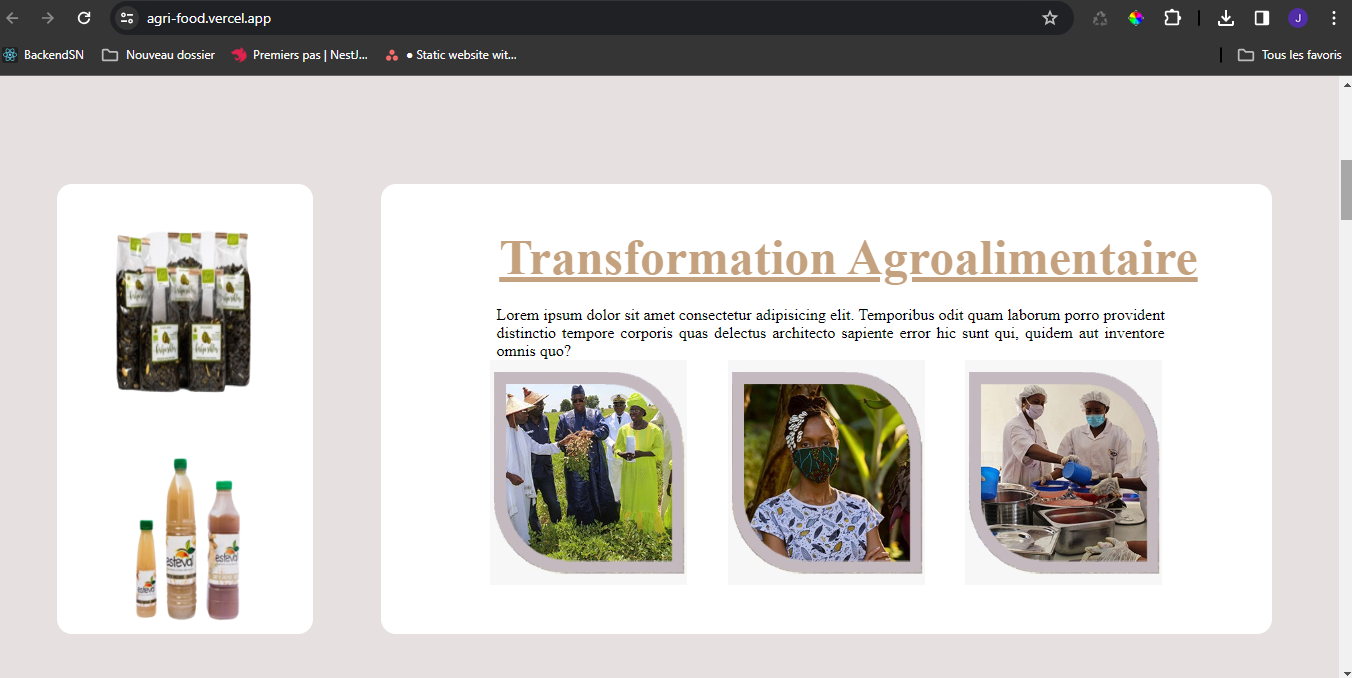 agri-food.vercel.app
J
BackendSN
Nouveau dossier
Premiers pas | NestJ...
• Static website wit...
Tous les favoris
Transformation Agroalimentaire
Lorem ipsum dolor sit amet consectetur adipisicing elit. Temporibus odit quam laborum porro provident
distinctio tempore corporis quas delectus architecto sapiente error hic sunt qui, quidem aut inventore
omnis quo?
esteval